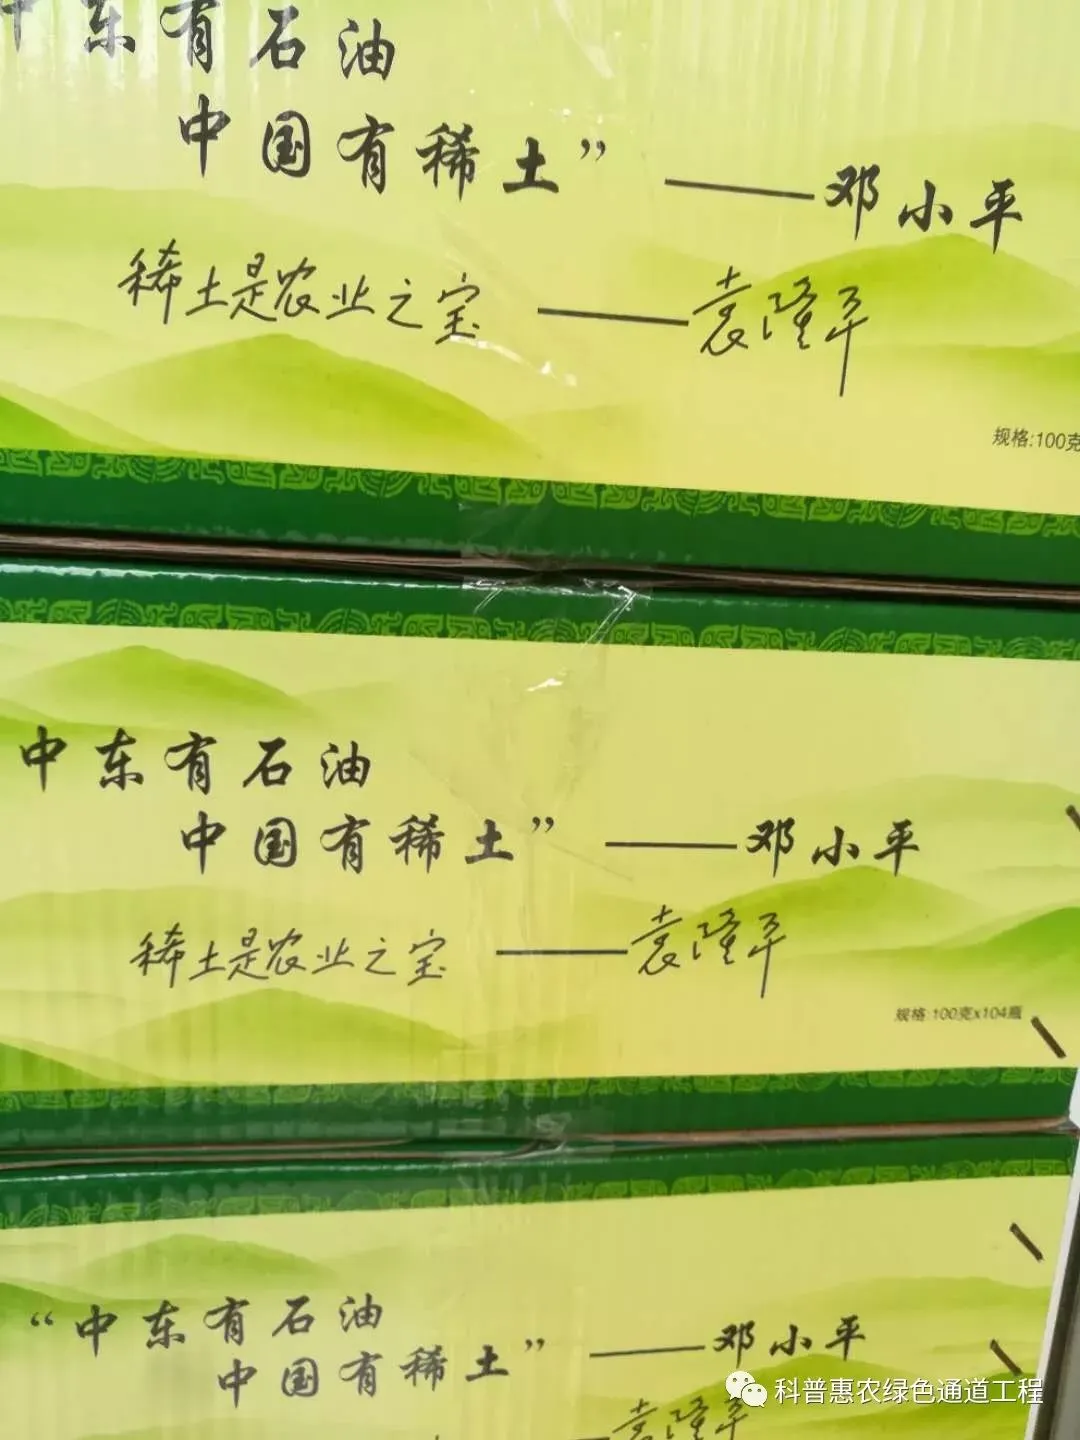 中东有石油
中国有稀土”——邓小平
稀土是农业之宝——袁隆平
规格:100克
中东有石油
中国有稀土”——邓小平
稀土是农业之宝——袁隆平
规格:100克x104瓶
“中东有石油
中国有稀土”——邓小平
袁隆平
科普惠农绿色通道工程